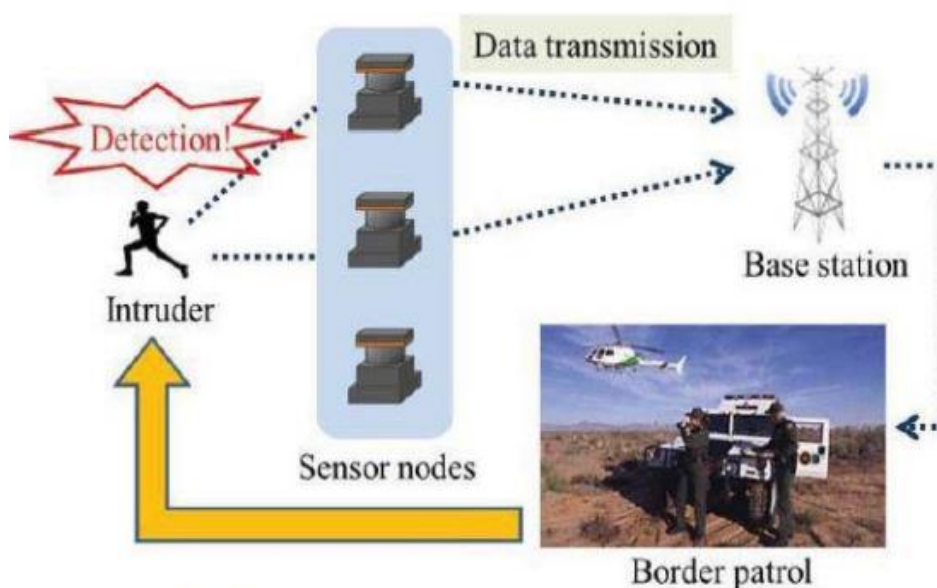 Data transmission
Detection!
Base station
Intruder
Sensor nodes
Border patrol